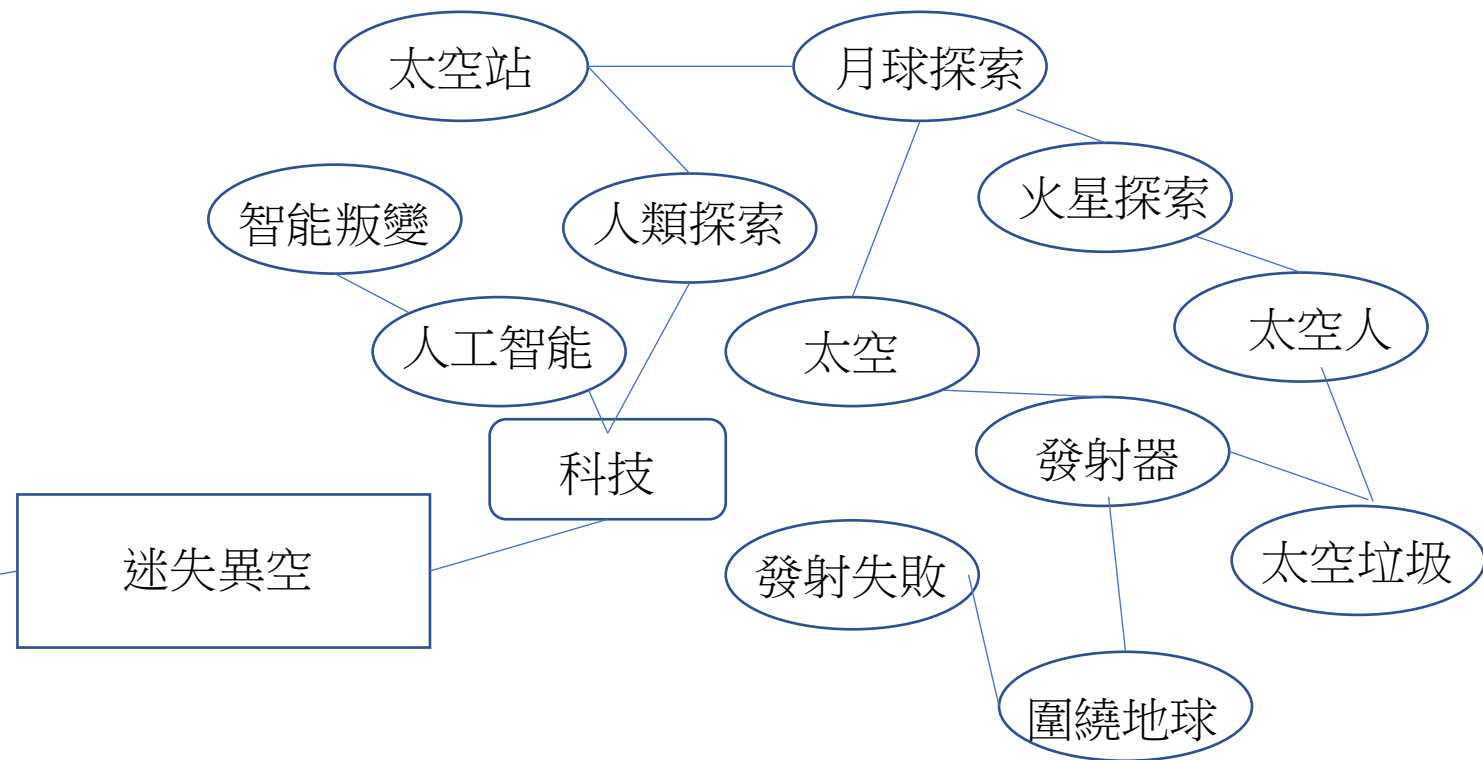 太空站
月球探索
火星探索
智能叛變
人類探索
太空人
人工智能
太空
發射器
科技
太空垃圾
迷失異空
發射失敗
圍繞地球